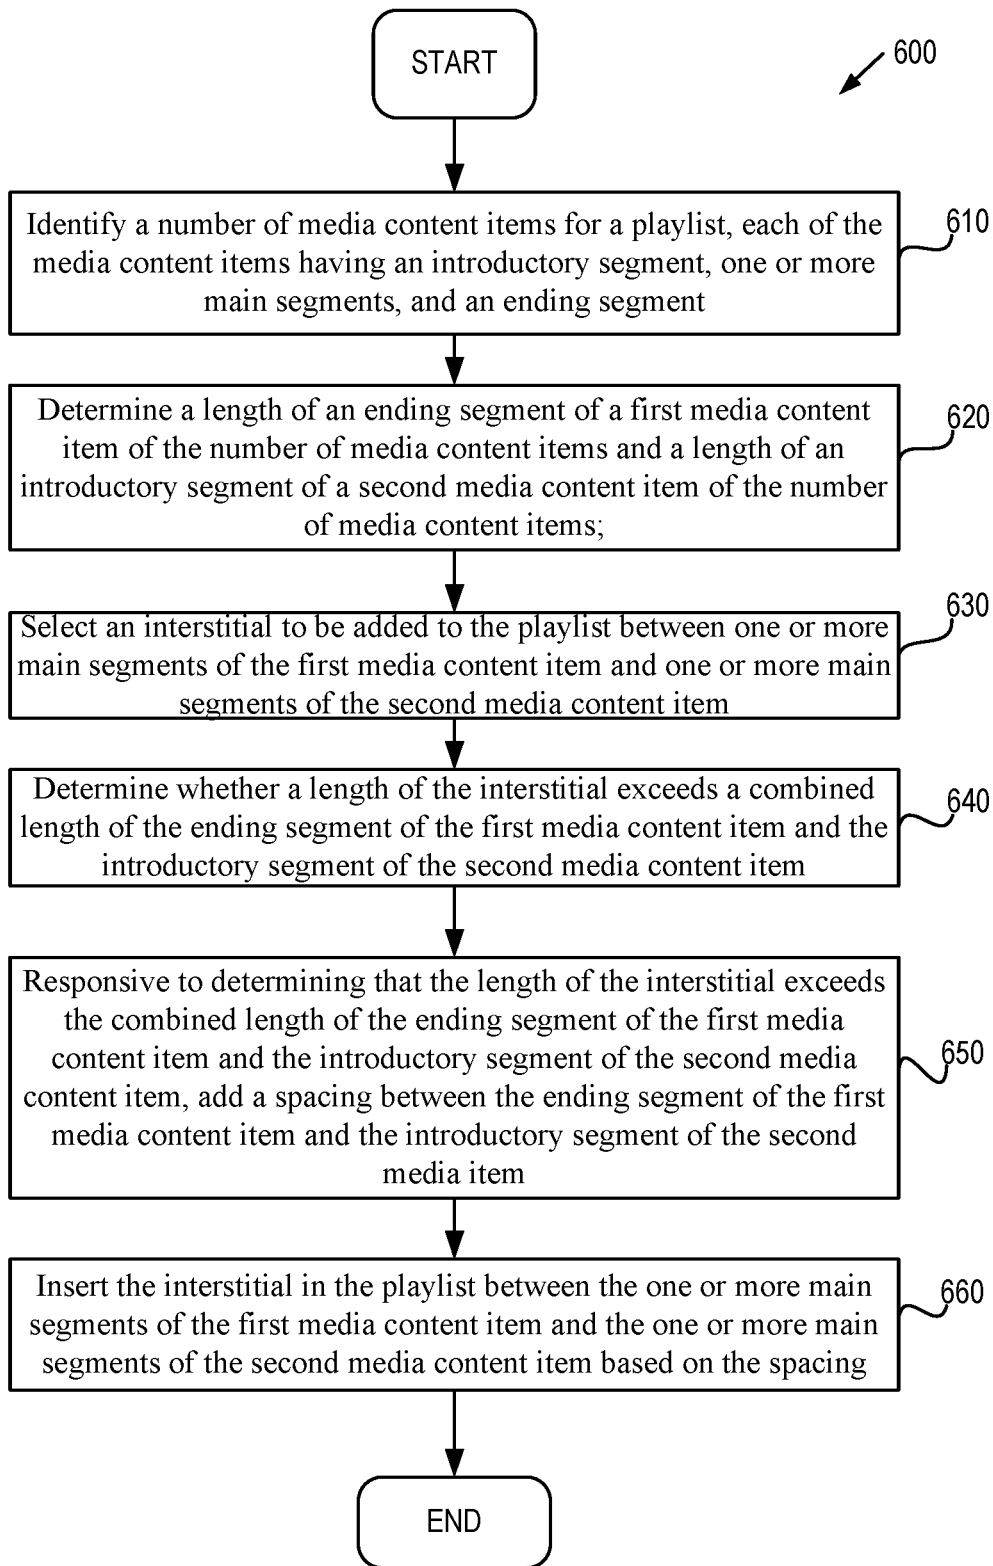 START
600
Identify a number of media content items for a playlist, each of the
media content items having an introductory segment, one or more
main segments, and an ending segment
610
Determine a length of an ending segment of a first media content
item of the number of media content items and a length of an
introductory segment of a second media content item of the number
of media content items;
620
Select an interstitial to be added to the playlist between one or more
main segments of the first media content item and one or more main
segments of the second media content item
630
Determine whether a length of the interstitial exceeds a combined
length of the ending segment of the first media content item and the
introductory segment of the second media content item
640
Responsive to determining that the length of the interstitial exceeds
the combined length of the ending segment of the first media
content item and the introductory segment of the second media
content item, add a spacing between the ending segment of the first
media content item and the introductory segment of the second
media item
650
Insert the interstitial in the playlist between the one or more main
segments of the first media content item and the one or more main
segments of the second media content item based on the spacing
660
END